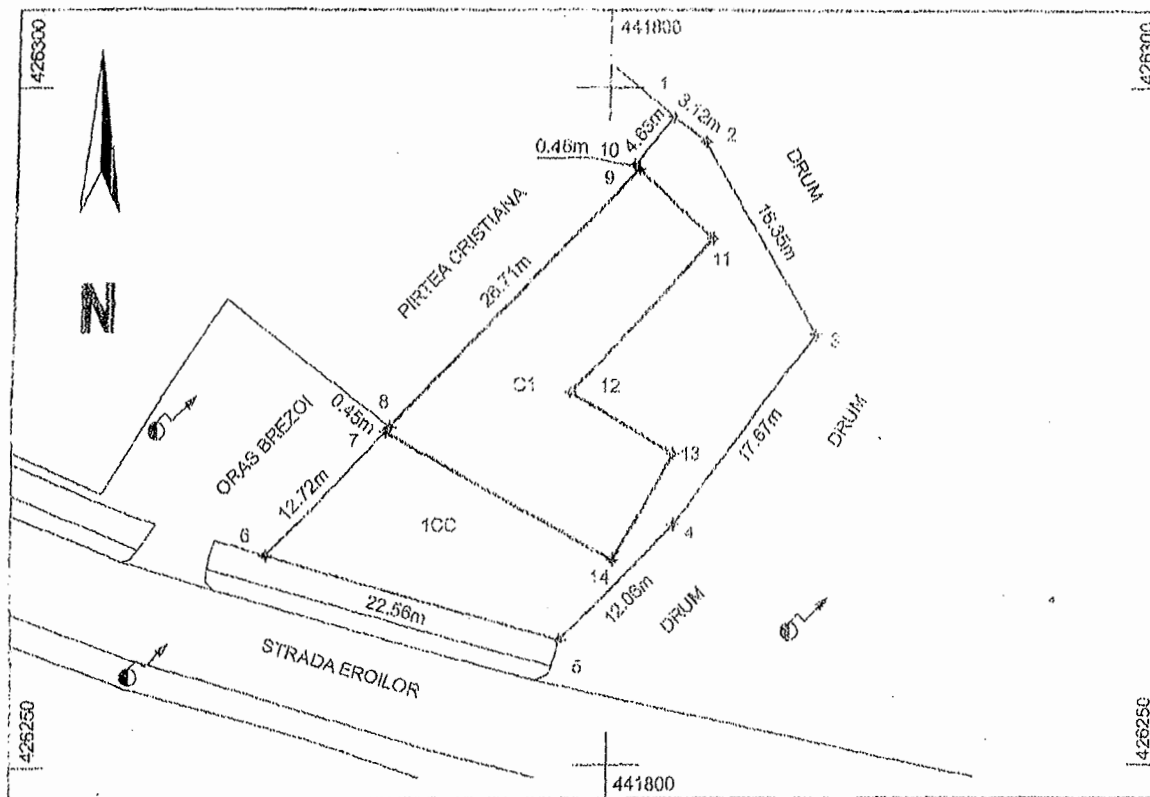 426300
441800
426300
1
3.12m
2
4.63m
0.46m
10
9
DRUM
PIRTEA CRISTIANA
16.35m
11
26.71m
N
3
C1
12
8
0.45m
7
DRUM
ORAS BREZOI
17.67m
13
12.72m
1CC
4
6
14
12.06m
DRUM
22.56m
5
STRADA EROILOR
426250
441800
426250